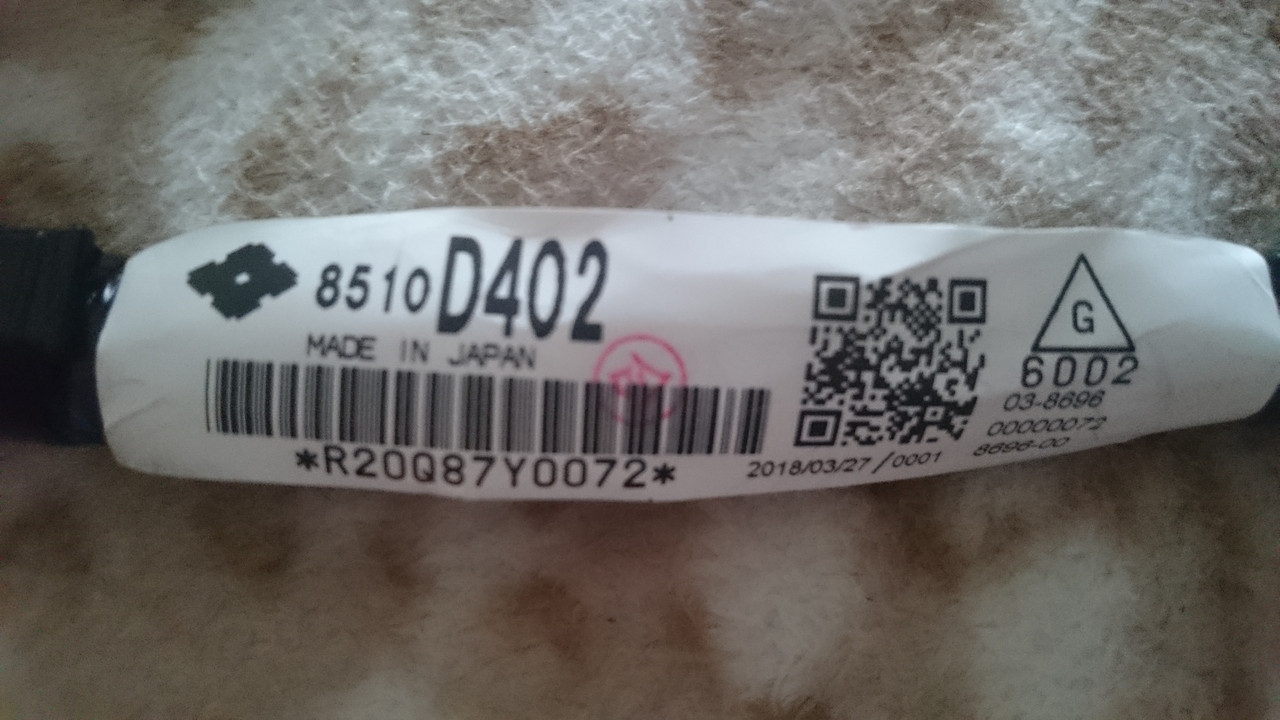 8510D402
MADE IN JAPAN
*R20Q87Y0072*
G
6002
03-8696
00000072
8696-00
2018/03/27/0001